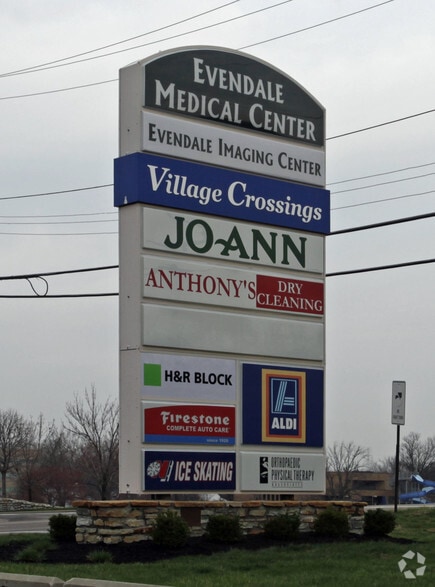 EVENDALE
MEDICAL CENTER
EVENDALE IMAGING CENTER
Village Crossings
JO-ANN
ANTHONY'S DRY
CLEANING
H&R BLOCK
Firestone
COMPLETE AUTO CARE
ALDI
ICE SKATING
ORTHOPAEDIC
PHYSICAL THERAPY